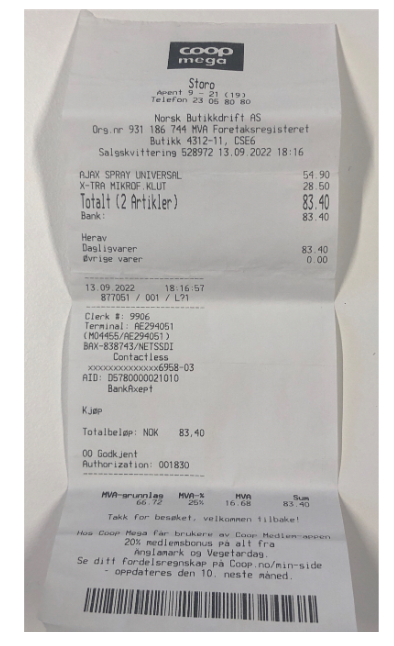 coop
mega
Storo
Apent 9 - 21 (19)
Telefon 23 05 80 80
Norsk Butikkdrift AS
Org.nr 931 186 744 MVA Foretaksregisteret
Butikk 4312-11, CSE6
Salgskvittering 528972 13.09.2022 18:16
AJAX SPRAY UNIVERSAL 54.90
X-TRA MIKROF.KLUT 28.50
Totalt (2 Artikler) 83.40
Bank: 83.40
Herav
Dagligvarer 83.40
Øvrige varer 0.00
13.09.2022 18:16:57
877051 / 001 / L?1
Clerk #: 9906
Terminal: AE294051
(M04455/AE294051)
BAX-838743/NETSSDI
Contactless
xxxxxxxxxxxxxx6958-03
AID: D5780000021010
BankAxept
Kjøp
Totalbeløp: NOK 83,40
00 Godkjent
Authorization: 001830
MVA-grunnlag MVA-% MVA Sum
66.72 25% 16.68 83.40
Takk for besøket, velkommen tilbake!
Hos Coop Mega får brukere av Coop Medlem-appen
20% medlemsbonus på alt fra
Änglamark og Vegetardag.
Se ditt fordelsregnskap på Coop.no/min-side
- oppdateres den 10. neste måned.